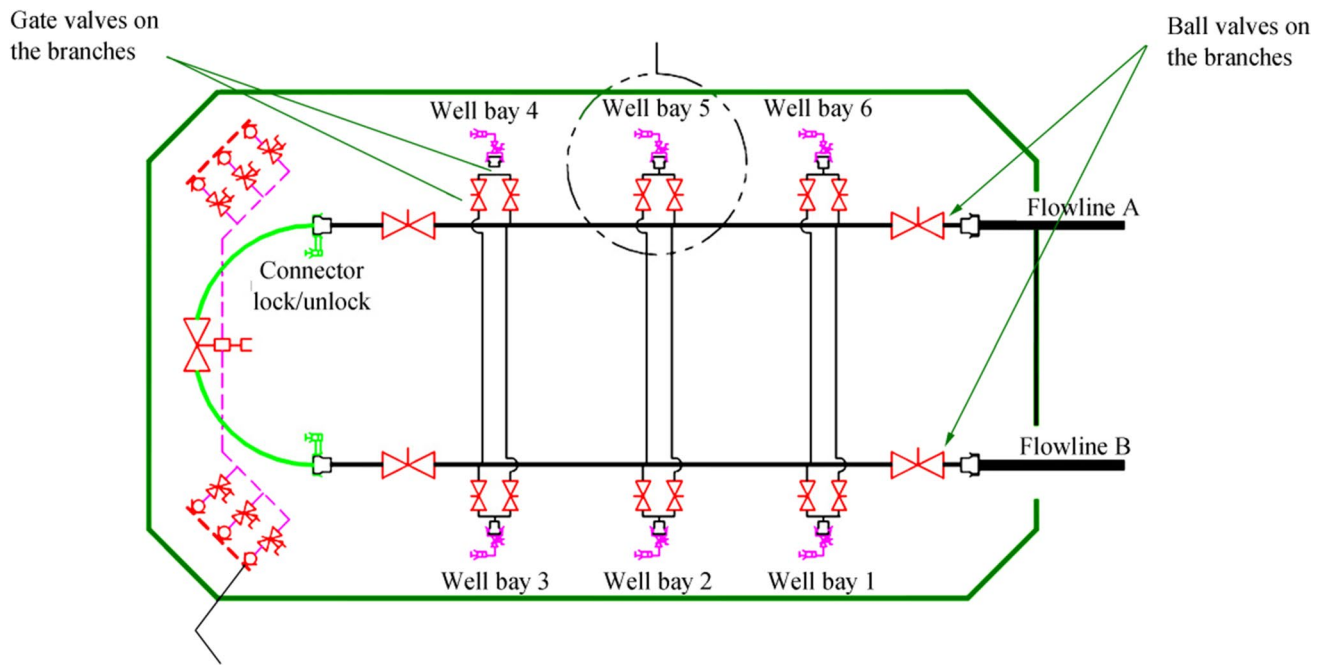 Gate valves on
the branches
Ball valves on
the branches
Well bay 4
Well bay 5
Well bay 6
Flowline A
Connector
lock/unlock
Flowline B
Well bay 3
Well bay 2
Well bay 1